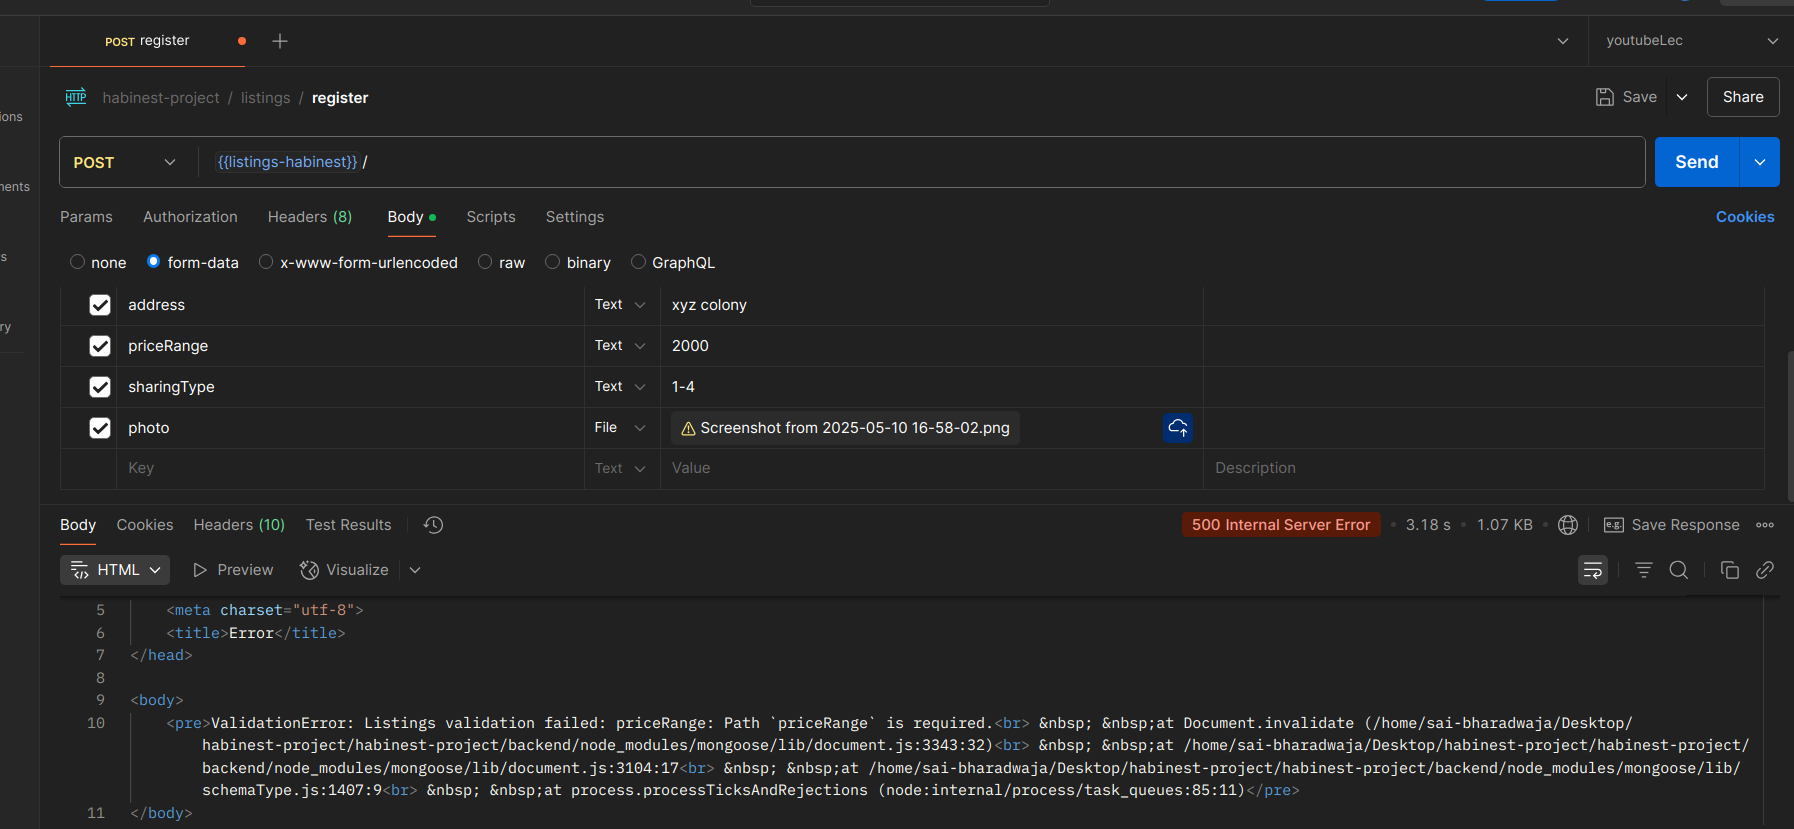 POST register
youtubeLec
habinest-project / listings / register
Save
Share
ions
POST
{{listings-habinest}} /
Send
nents
Params
Authorization
Headers (8)
Body
Scripts
Settings
Cookies
s
none
form-data
x-www-form-urlencoded
raw
binary
GraphQL
address
Text
xyz colony
ry
priceRange
Text
2000
sharingType
Text
1-4
photo
File
Screenshot from 2025-05-10 16-58-02.png
Key
Text
Value
Description
Body
Cookies
Headers (10)
Test Results
500 Internal Server Error
3.18 s
1.07 KB
e.g.
Save Response
HTML
Preview
Visualize
5 <meta charset="utf-8">
6 <title>Error</title>
7 </head>
8
9 <body>
10 <pre>ValidationError: Listings validation failed: priceRange: Path `priceRange` is required.<br> &nbsp; &nbsp;at Document.invalidate (/home/sai-bharadwaja/Desktop/
habinest-project/habinest-project/backend/node_modules/mongoose/lib/document.js:3343:32)<br> &nbsp; &nbsp;at /home/sai-bharadwaja/Desktop/habinest-project/habinest-project/
backend/node_modules/mongoose/lib/document.js:3104:17<br> &nbsp; &nbsp;at /home/sai-bharadwaja/Desktop/habinest-project/habinest-project/backend/node_modules/mongoose/lib/
schemaType.js:1407:9<br> &nbsp; &nbsp;at process.processTicksAndRejections (node:internal/process/task_queues:85:11)</pre>
11 </body>